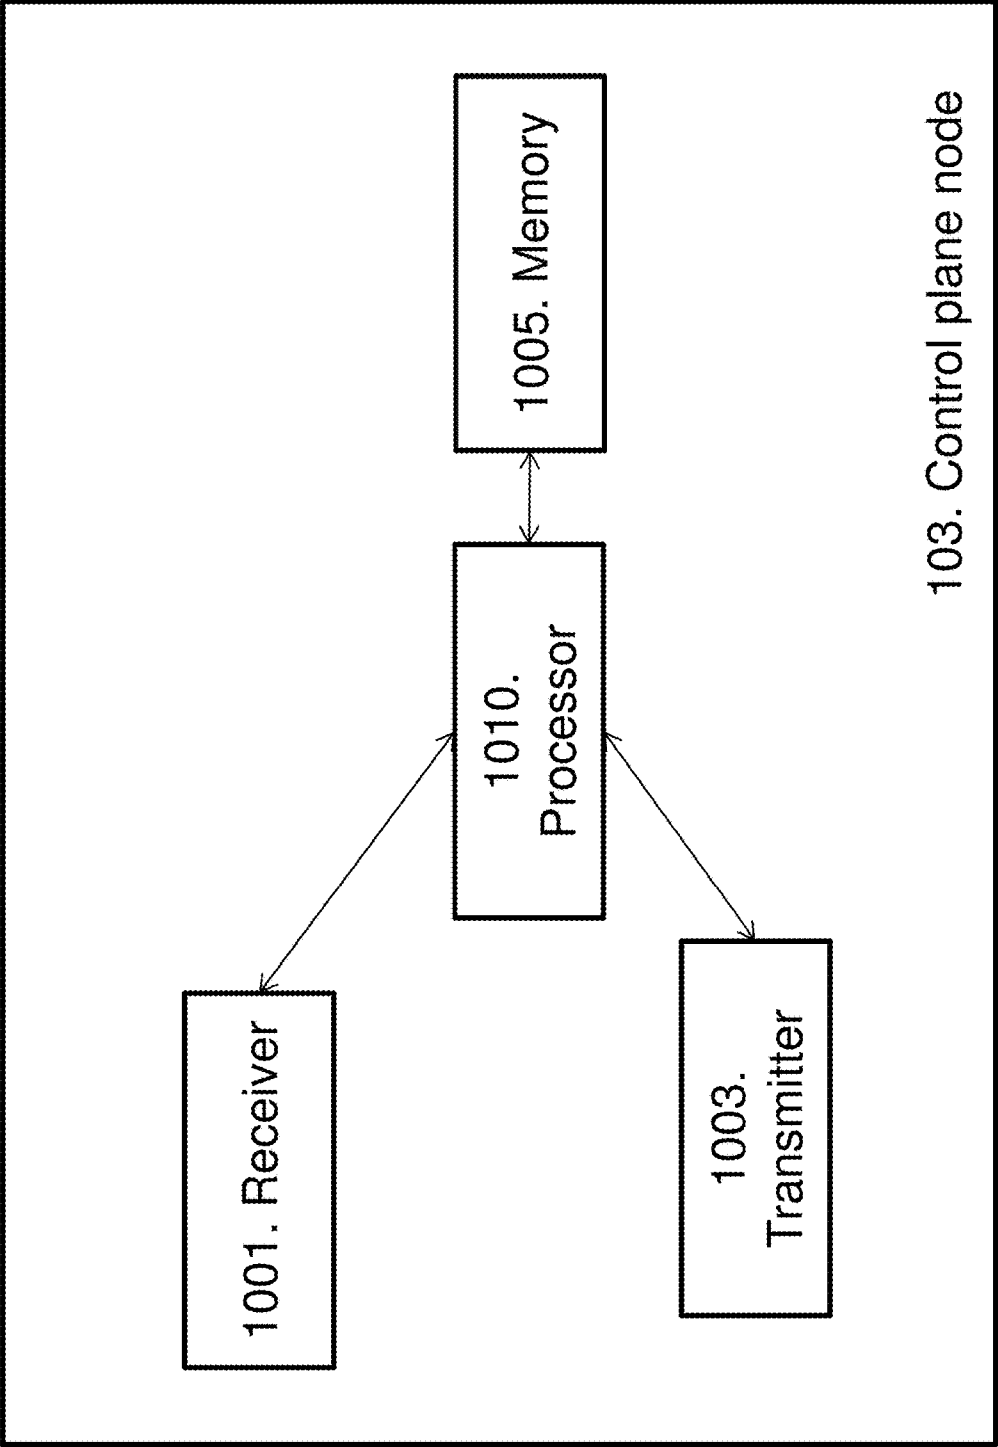 1001. Receiver
1010.
Processor
1005. Memory
1003.
Transmitter
103. Control plane node